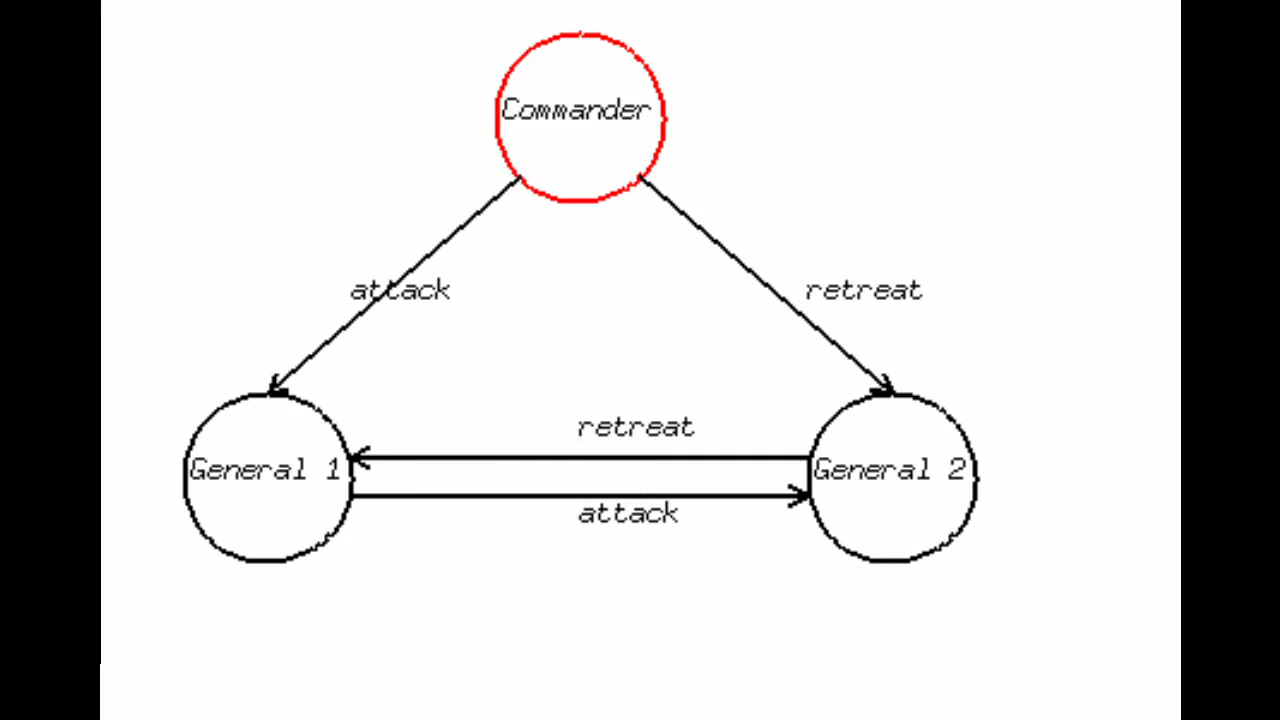 Commander
attack
retreat
retreat
General 1
General 2
attack